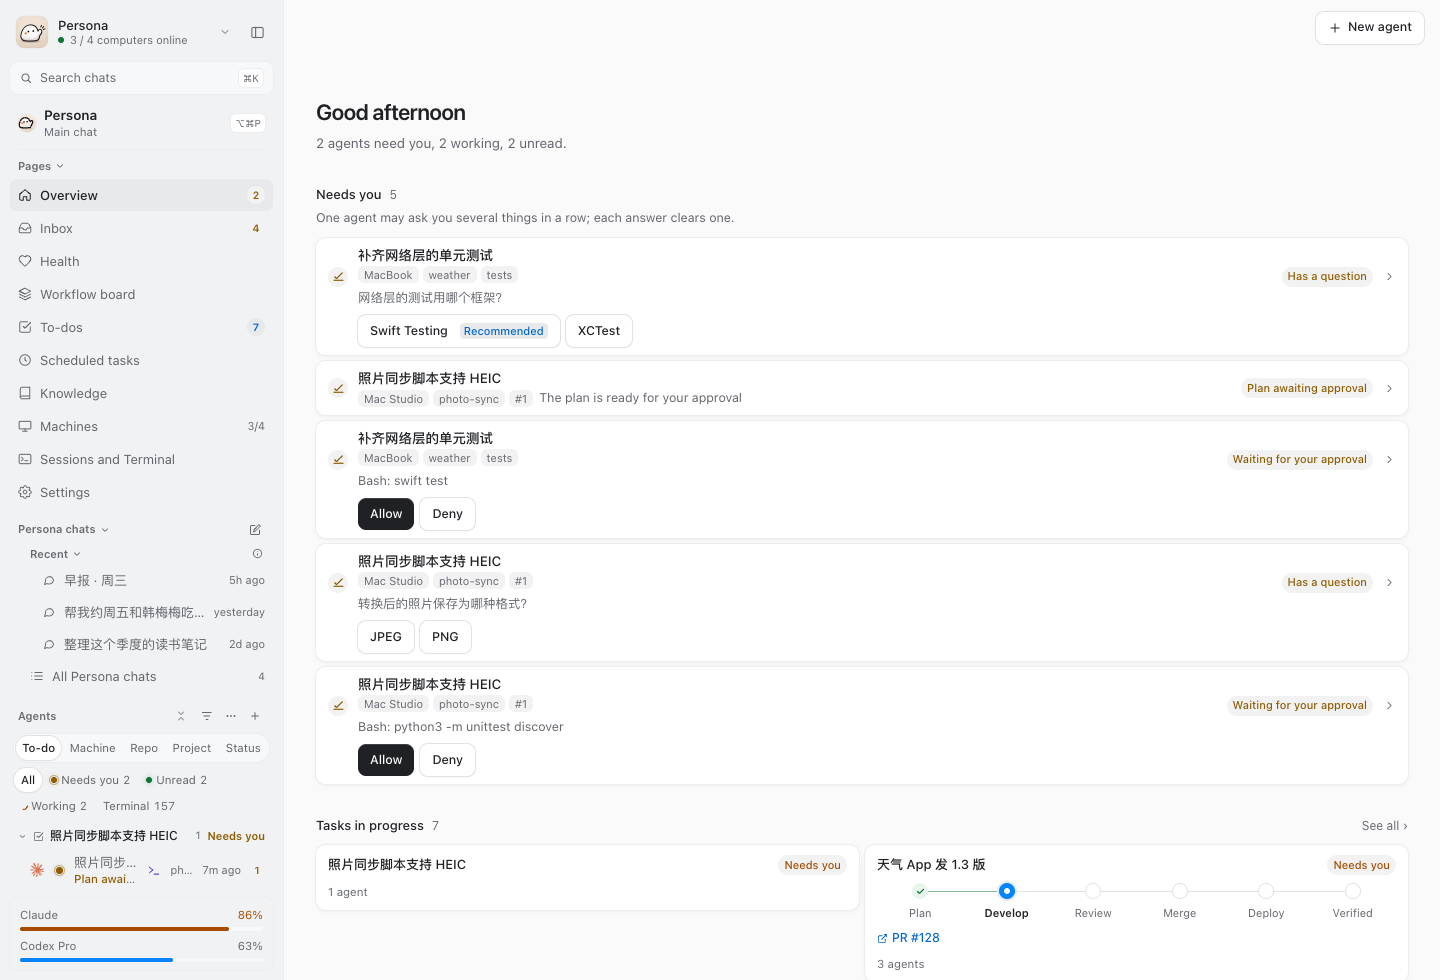 Persona
3 / 4 computers online
Search chats
⌘K
Persona
Main chat
⌥⌘P
Pages
Overview
2
Inbox
4
Health
Workflow board
To-dos
7
Scheduled tasks
Knowledge
Machines
3/4
Sessions and Terminal
Settings
Persona chats
Recent
早报 · 周三
5h ago
帮我约周五和韩梅梅吃...
yesterday
整理这个季度的读书笔记
2d ago
All Persona chats
4
Agents
To-do Machine Repo Project Status
All Needs you 2 Unread 2
Working 2 Terminal 157
照片同步脚本支持 HEIC 1 Needs you
照片同步... ph... 7m ago 1
Plan awai...
Claude 86%
Codex Pro 63%
New agent
Good afternoon
2 agents need you, 2 working, 2 unread.
Needs you 5
One agent may ask you several things in a row; each answer clears one.
补齐网络层的单元测试
MacBook weather tests
Has a question
网络层的测试用哪个框架?
Swift Testing Recommended XCTest
照片同步脚本支持 HEIC
Mac Studio photo-sync #1 The plan is ready for your approval
Plan awaiting approval
补齐网络层的单元测试
MacBook weather tests
Waiting for your approval
Bash: swift test
Allow Deny
照片同步脚本支持 HEIC
Mac Studio photo-sync #1
Has a question
转换后的照片保存为哪种格式?
JPEG PNG
照片同步脚本支持 HEIC
Mac Studio photo-sync #1
Waiting for your approval
Bash: python3 -m unittest discover
Allow Deny
Tasks in progress 7
See all ›
照片同步脚本支持 HEIC
Needs you
1 agent
天气 App 发 1.3 版
Needs you
Plan Develop Review Merge Deploy Verified
PR #128
3 agents